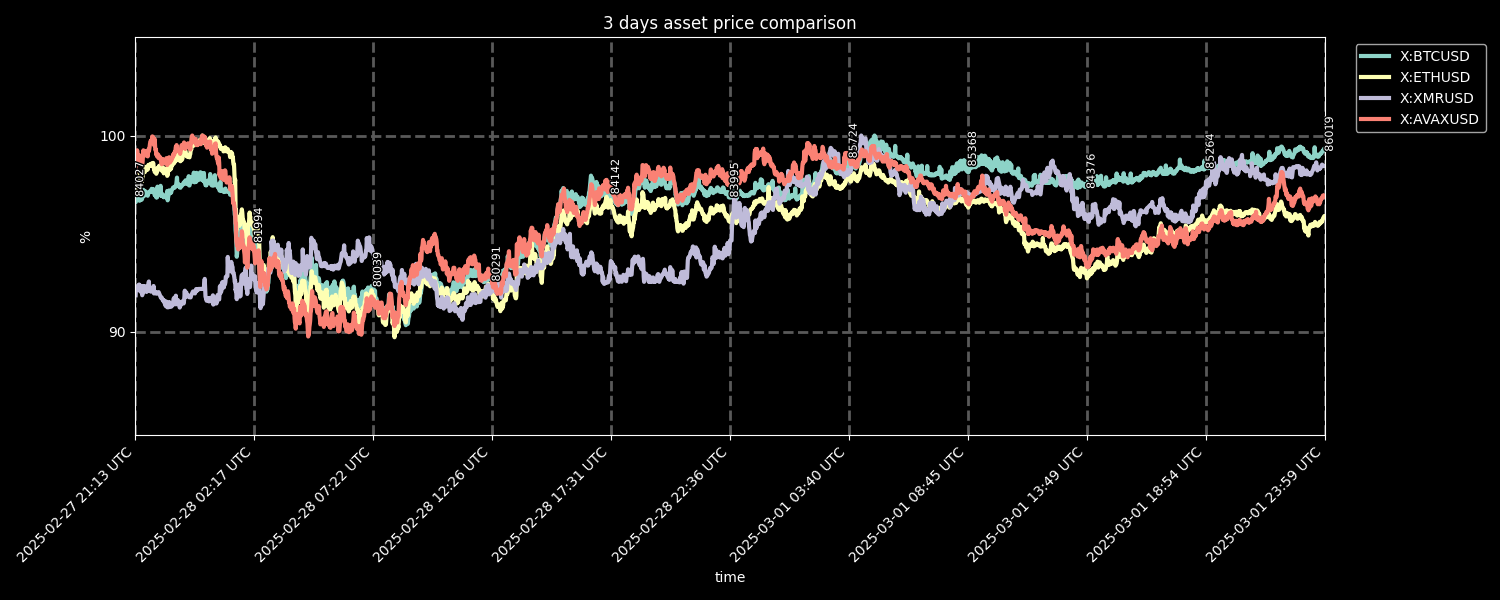 3 days asset price comparison
X:BTCUSD
X:ETHUSD
X:XMRUSD
X:AVAXUSD
%
100
90
84027
81994
80039
80291
84142
83995
85724
85368
84376
85264
86019
2025-02-27 21:13 UTC
2025-02-28 02:17 UTC
2025-02-28 07:22 UTC
2025-02-28 12:26 UTC
2025-02-28 17:31 UTC
2025-02-28 22:36 UTC
2025-03-01 03:40 UTC
2025-03-01 08:45 UTC
2025-03-01 13:49 UTC
2025-03-01 18:54 UTC
2025-03-01 23:59 UTC
time